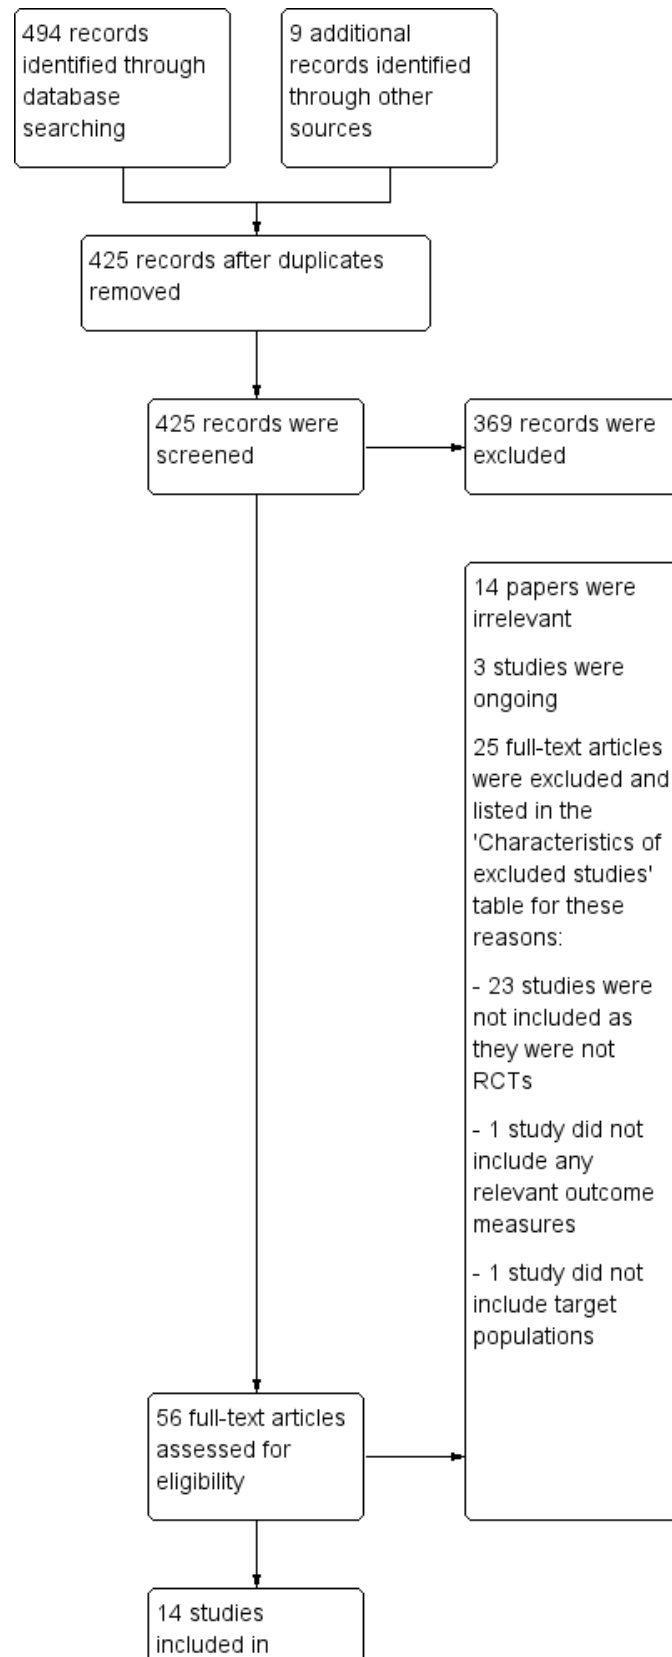 494 records
identified through
database
searching
9 additional
records identified
through other
sources
425 records after duplicates
removed
425 records were
screened
369 records were
excluded
14 papers were
irrelevant
3 studies were
ongoing
25 full-text articles
were excluded and
listed in the
'Characteristics of
excluded studies'
table for these
reasons:
- 23 studies were
not included as
they were not
RCTs
- 1 study did not
include any
relevant outcome
measures
- 1 study did not
include target
populations
56 full-text articles
assessed for
eligibility
14 studies
included in